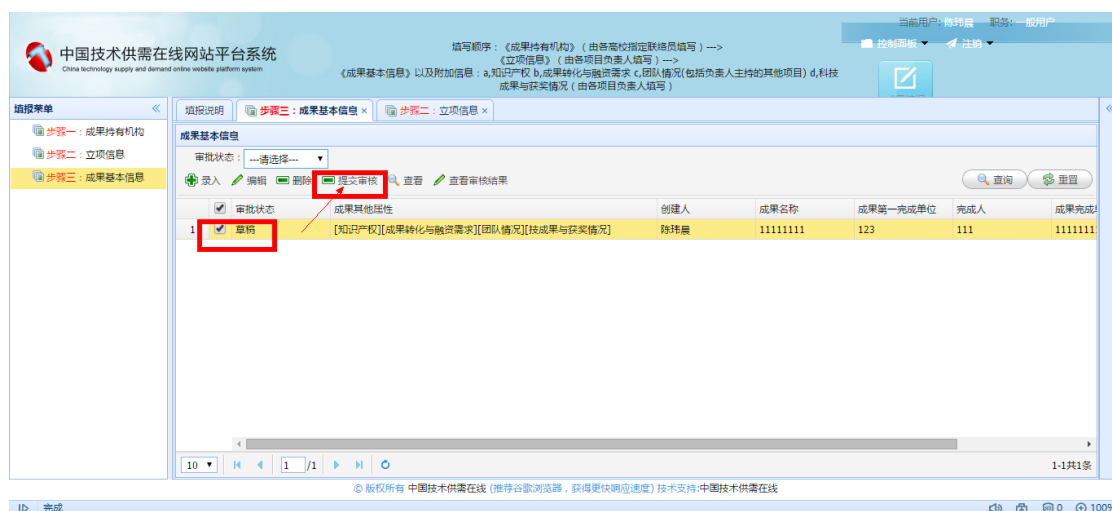 当前用户: 陈玮晨 职务: 一般用户
控制面板 注销
中国技术供需在线网站平台系统
China technology supply and demand online website platform system
填写顺序：《成果持有机构》（由各高校指定联络员填写）--->
《立项信息》（由各项目负责人填写）--->
《成果基本信息》以及附加信息：a,知识产权 b,成果转化与融资需求 c,团队情况(包括负责人主持的其他项目) d,科技
成果与获奖情况（由各项目负责人填写）
填报菜单
步骤一：成果持有机构
步骤二：立项信息
步骤三：成果基本信息
填报说明 步骤三：成果基本信息 × 步骤二：立项信息 ×
成果基本信息
审批状态： ---请选择---
录入 编辑 删除 提交审核 查看 查看审核结果 查询 重置
审批状态 成果其他属性 创建人 成果名称 成果第一完成单位 完成人
1 草稿 [知识产权][成果转化与融资需求][团队情况][技成果与获奖情况] 陈玮晨 11111111 123 111 1111111
10 1 /1 1-1共1条
© 版权所有 中国技术供需在线 (推荐谷歌浏览器，获得更快响应速度) 技术支持:中国技术供需在线
完成 0 100%